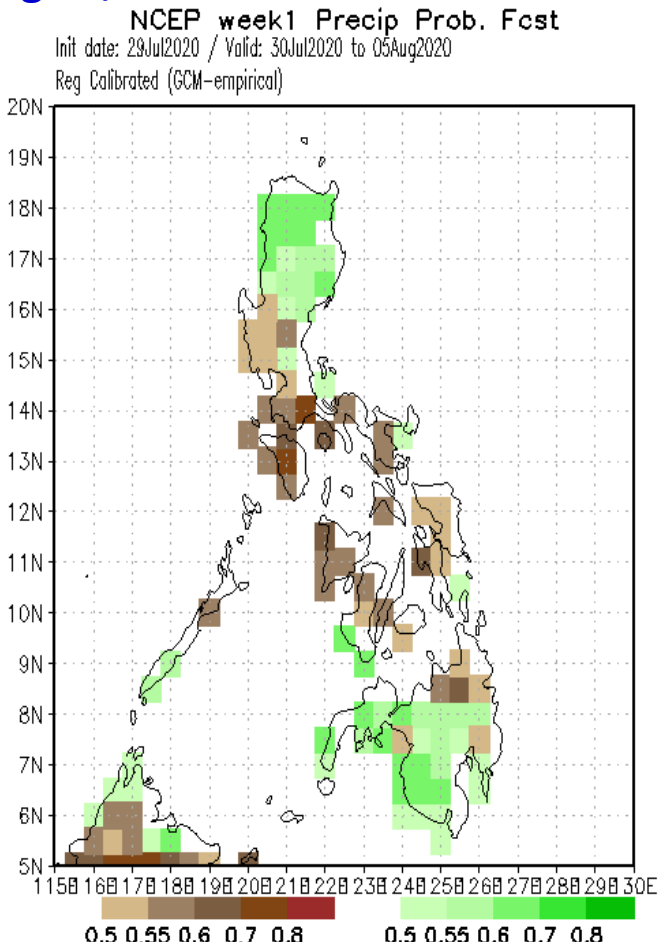 NCEP week1 Precip Prob. Fcst
Init date: 29Jul2020 / Valid: 30Jul2020 to 05Aug2020
Reg Calibrated (GCM-empirical)
20N
19N
18N
17N
16N
15N
14N
13N
12N
11N
10N
9N
8N
7N
6N
5N
115E 116E 117E 118E 119E 120E 121E 122E 123E 124E 125E 126E 127E 128E 129E 130E
0.5 0.55 0.6 0.7 0.8 0.5 0.55 0.6 0.7 0.8